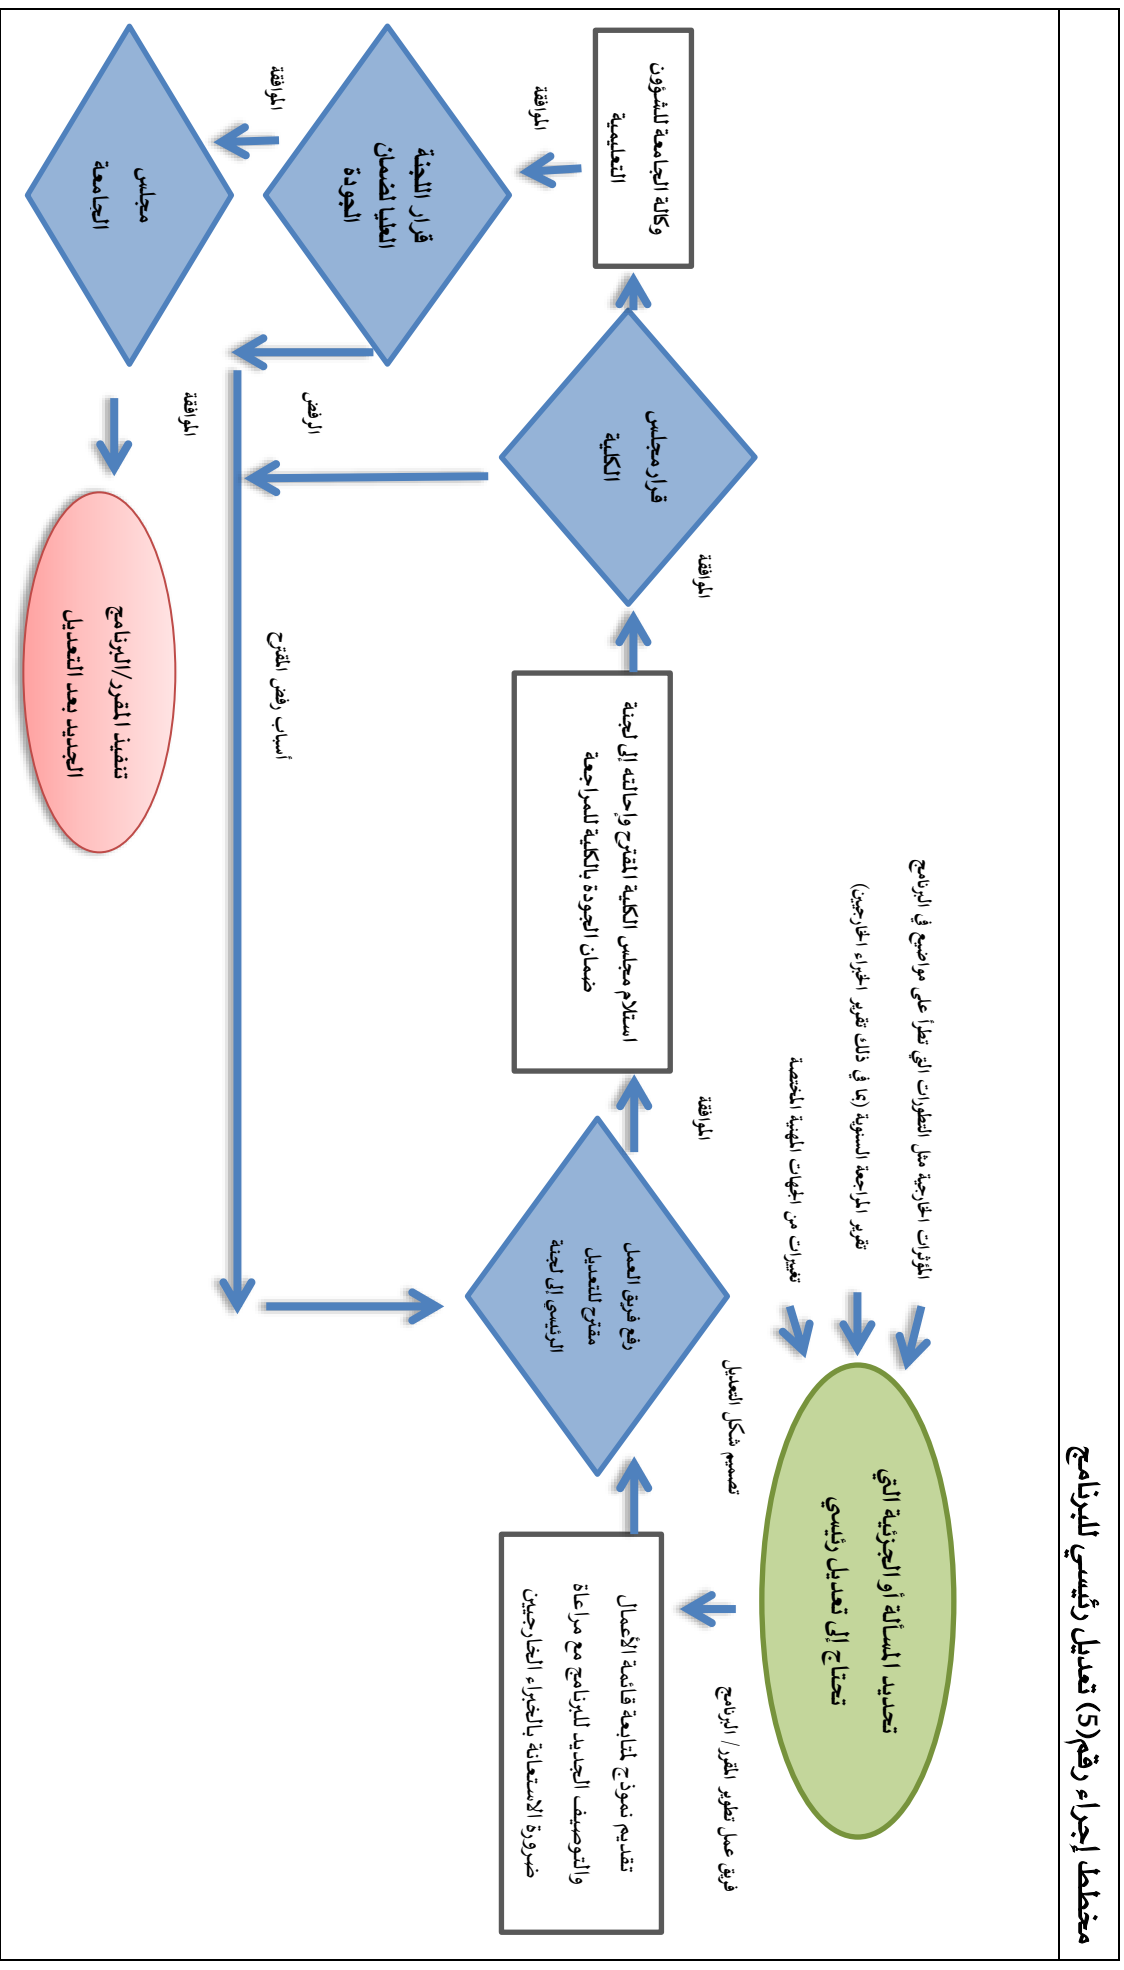 مخطط إجراء رقم(5) تعديل رئيسي للبرنامج
المؤثرات الخارجية مثل التطورات التي تطرأ على مواضيع في البرنامج
تقرير المراجعة السنوية (بما في ذلك تقرير الخبراء الخارجيين)
تغييرات من الجهات المهنية المختصة
تحديد المسألة أو الجزئية التي
تحتاج إلى تعديل رئيسي
فريق عمل تطوير المقرر/ البرنامج
تقديم نموذج لمتابعة قائمة الأعمال
والتوصيف الجديد للبرنامج مع مراعاة
ضرورة الاستعانة بالخبراء الخارجيين
تصميم شكل التعديل
رفع فريق العمل
مقترح للتعديل
الرئيسي إلى لجنة
الموافقة
استلام مجلس الكلية المقترح وإحالته إلى لجنة
ضمان الجودة بالكلية للمراجعة
الموافقة
قرار مجلس
الكلية
وكالة الجامعة للشؤون
التعليمية
الموافقة
قرار اللجنة
العليا لضمان
الجودة
الرفض
أسباب رفض المقترح
الموافقة
مجلس
الجامعة
الموافقة
تنفيذ المقرر/البرنامج
الجديد بعد التعديل